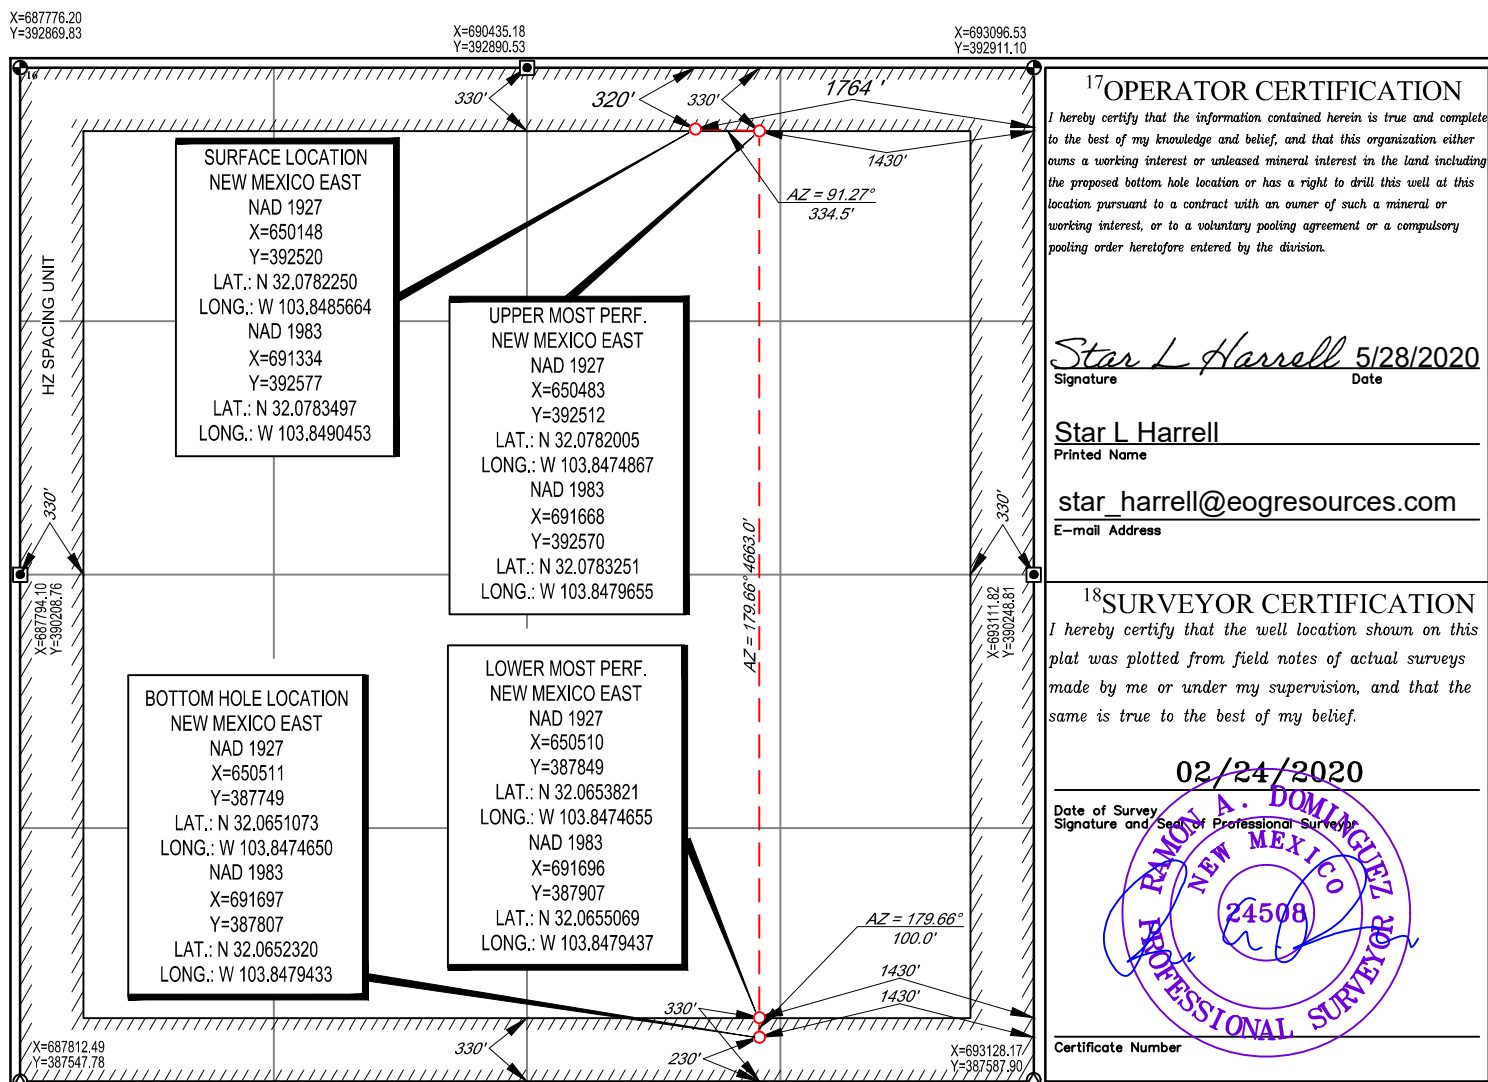 X=687776.20
Y=392869.83
X=690435.18
Y=392890.53
X=693096.53
Y=392911.10
16
330'
320'
330'
1764 '
1430'
AZ = 91.27°
334.5'
HZ SPACING UNIT
SURFACE LOCATION
NEW MEXICO EAST
NAD 1927
X=650148
Y=392520
LAT.: N 32.0782250
LONG.: W 103.8485664
NAD 1983
X=691334
Y=392577
LAT.: N 32.0783497
LONG.: W 103.8490453
UPPER MOST PERF.
NEW MEXICO EAST
NAD 1927
X=650483
Y=392512
LAT.: N 32.0782005
LONG.: W 103.8474867
NAD 1983
X=691668
Y=392570
LAT.: N 32.0783251
LONG.: W 103.8479655
330'
330'
X=687794.10
Y=390208.76
AZ = 179.66° 4663.0'
X=693111.82
Y=390248.81
BOTTOM HOLE LOCATION
NEW MEXICO EAST
NAD 1927
X=650511
Y=387749
LAT.: N 32.0651073
LONG.: W 103.8474650
NAD 1983
X=691697
Y=387807
LAT.: N 32.0652320
LONG.: W 103.8479433
LOWER MOST PERF.
NEW MEXICO EAST
NAD 1927
X=650510
Y=387849
LAT.: N 32.0653821
LONG.: W 103.8474655
NAD 1983
X=691696
Y=387907
LAT.: N 32.0655069
LONG.: W 103.8479437
AZ = 179.66°
100.0'
1430'
1430'
330'
330'
230'
X=687812.49
Y=387547.78
X=693128.17
Y=387587.90
17OPERATOR CERTIFICATION
I hereby certify that the information contained herein is true and complete
to the best of my knowledge and belief, and that this organization either
owns a working interest or unleased mineral interest in the land including
the proposed bottom hole location or has a right to drill this well at this
location pursuant to a contract with an owner of such a mineral or
working interest, or to a voluntary pooling agreement or a compulsory
pooling order heretofore entered by the division.
Star L Harrell 5/28/2020
Signature Date
Star L Harrell
Printed Name
star_harrell@eogresources.com
E-mail Address
18SURVEYOR CERTIFICATION
I hereby certify that the well location shown on this
plat was plotted from field notes of actual surveys
made by me or under my supervision, and that the
same is true to the best of my belief.
02/24/2020
Date of Survey
Signature and Seal of Professional Surveyor
RAMON A. DOMINGUEZ
NEW MEXICO
24508
PROFESSIONAL SURVEYOR
Certificate Number